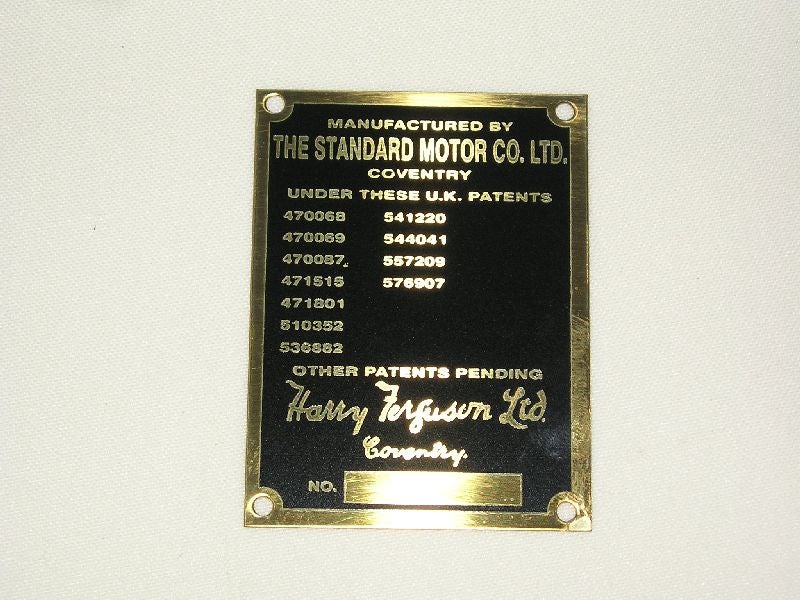 MANUFACTURED BY
THE STANDARD MOTOR CO. LTD.
COVENTRY
UNDER THESE U.K. PATENTS
470068 541220
470069 544041
470087 557209
471515 576907
471801
510352
536882
OTHER PATENTS PENDING
Harry Ferguson Ltd.
Coventry.
NO.